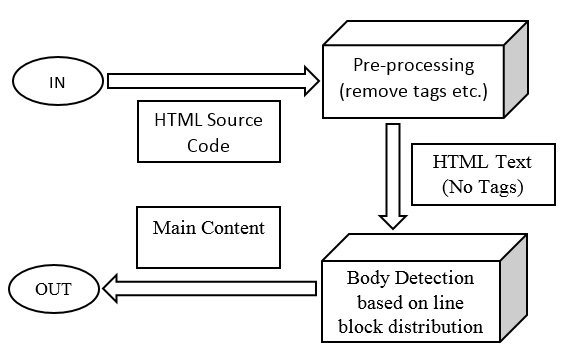 IN
Pre-processing
(remove tags etc.)
HTML Source
Code
HTML Text
(No Tags)
Main Content
OUT
Body Detection
based on line
block distribution